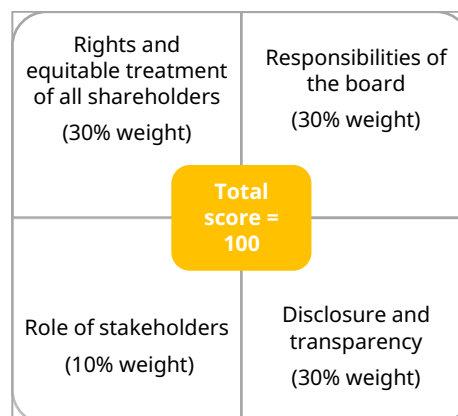 Rights and
equitable treatment
of all shareholders
(30% weight)
Responsibilities of
the board
(30% weight)
Total
score =
100
Role of stakeholders
(10% weight)
Disclosure and
transparency
(30% weight)